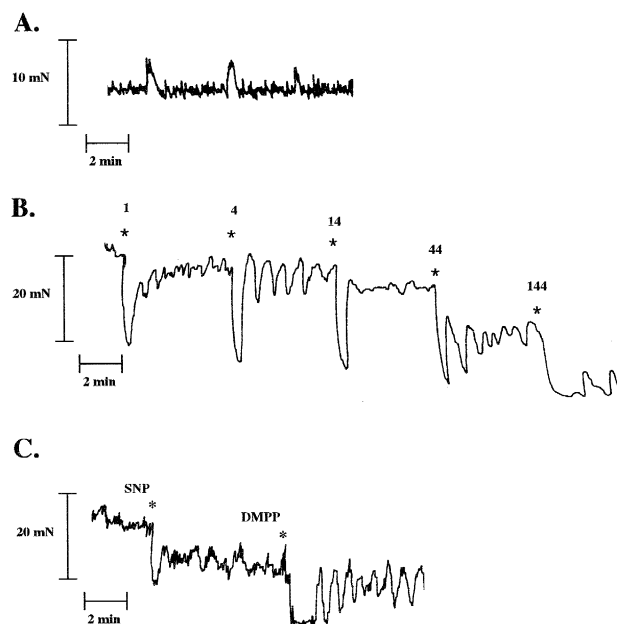 A.
10 mN
2 min
B.
1 4 14 44 144
* * * * *
20 mN
2 min
C.
SNP
*
DMPP
*
20 mN
2 min